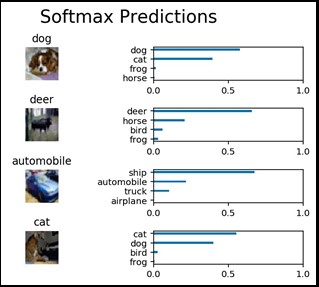 Softmax Predictions
dog
dog
cat
frog
horse
0.0 0.5 1.0
deer
deer
horse
bird
frog
0.0 0.5 1.0
automobile
ship
automobile
truck
airplane
0.0 0.5 1.0
cat
cat
dog
bird
frog
0.0 0.5 1.0